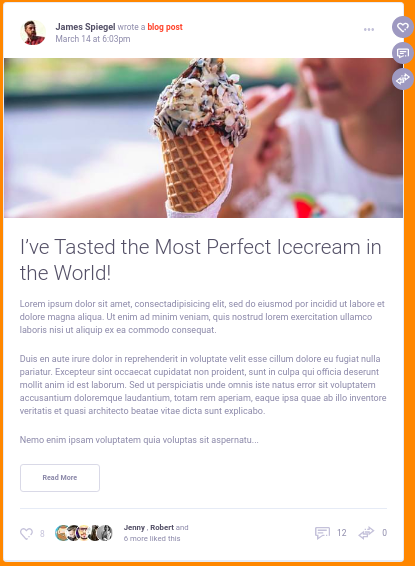 James Spiegel wrote a blog post
March 14 at 6:03pm
I've Tasted the Most Perfect Icecream in
the World!
Lorem ipsum dolor sit amet, consectadipisicing elit, sed do eiusmod por incidid ut labore et
dolore magna aliqua. Ut enim ad minim veniam, quis nostrud lorem exercitation ullamco
laboris nisi ut aliquip ex ea commodo consequat.
Duis en aute irure dolor in reprehenderit in voluptate velit esse cillum dolore eu fugiat nulla
pariatur. Excepteur sint occaecat cupidatat non proident, sunt in culpa qui officia deserunt
mollit anim id est laborum. Sed ut perspiciatis unde omnis iste natus error sit voluptatem
accusantium doloremque laudantium, totam rem aperiam, eaque ipsa quae ab illo inventore
veritatis et quasi architecto beatae vitae dicta sunt explicabo.
Nemo enim ipsam voluptatem quia voluptas sit aspernatu...
Read More
8 Jenny , Robert and
6 more liked this
12 0